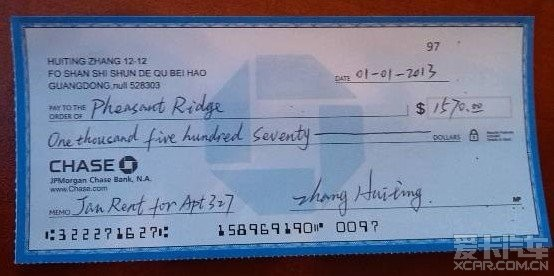 97
HUITING ZHANG 12-12
FO SHAN SHI SHUN DE QU BEI HAO
GUANGDONG,null 528303
DATE 01-01-2013
PAY TO THE ORDER OF Pheasant Ridge $ 1570.00
One thousand five hundred seventy DOLLARS
CHASE
JPMorgan Chase Bank, N.A.
www.Chase.com
MEMO Jan Rent for Apt 327 Zhang Huiting MP
⑆322271627⑆ 158969190⑈ 0097
爱卡汽车
XCAR.COM.CN